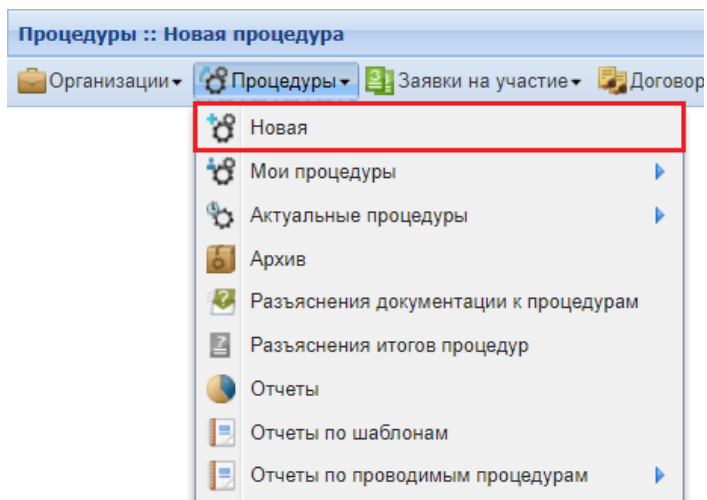 Процедуры :: Новая процедура
Организации Процедуры Заявки на участие Договор
Новая
Мои процедуры
Актуальные процедуры
Архив
Разъяснения документации к процедурам
Разъяснения итогов процедур
Отчеты
Отчеты по шаблонам
Отчеты по проводимым процедурам